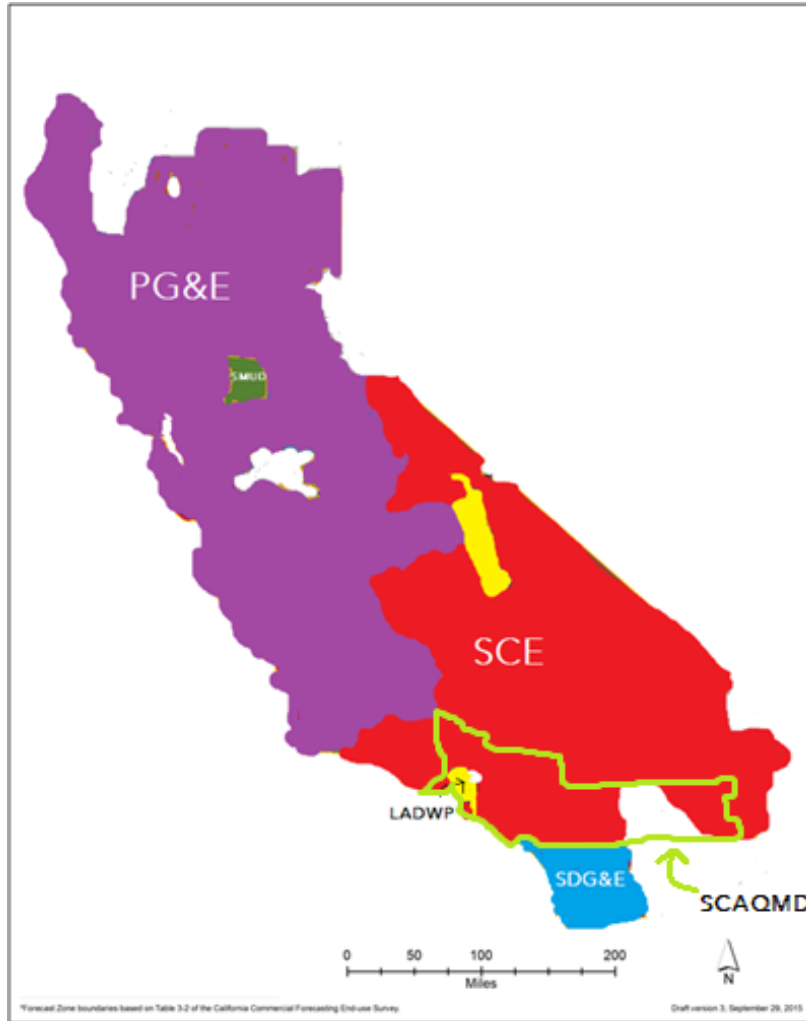 PG&E
SMUD
SCE
LADWP
SDG&E
SCAQMD
0 50 100 200
Miles
N
*Forecast Zone boundaries based on Table 3-2 of the California Commercial Forecasting End-use Survey.
Draft version 3, September 29, 2015